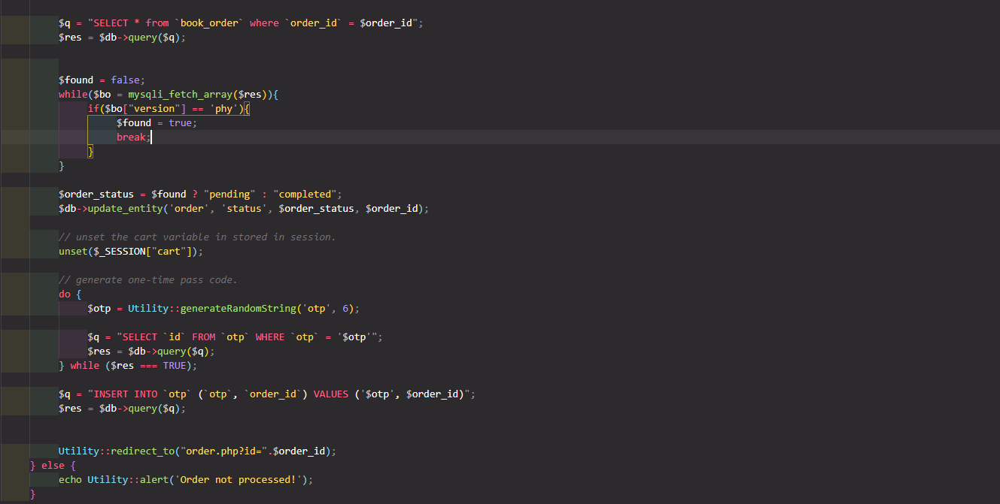 $q = "SELECT * from `book_order` where `order_id` = $order_id";
$res = $db->query($q);
$found = false;
while($bo = mysqli_fetch_array($res)){
if($bo["version"] == 'phy'){
$found = true;
break;
}
}
$order_status = $found ? "pending" : "completed";
$db->update_entity('order', 'status', $order_status, $order_id);
// unset the cart variable in stored in session.
unset($_SESSION["cart"]);
// generate one-time pass code.
do {
$otp = Utility::generateRandomString('otp', 6);
$q = "SELECT `id` FROM `otp` WHERE `otp` = '$otp'";
$res = $db->query($q);
} while ($res === TRUE);
$q = "INSERT INTO `otp` (`otp`, `order_id`) VALUES ('$otp', $order_id)";
$res = $db->query($q);
Utility::redirect_to("order.php?id=".$order_id);
} else {
echo Utility::alert('Order not processed!');
}